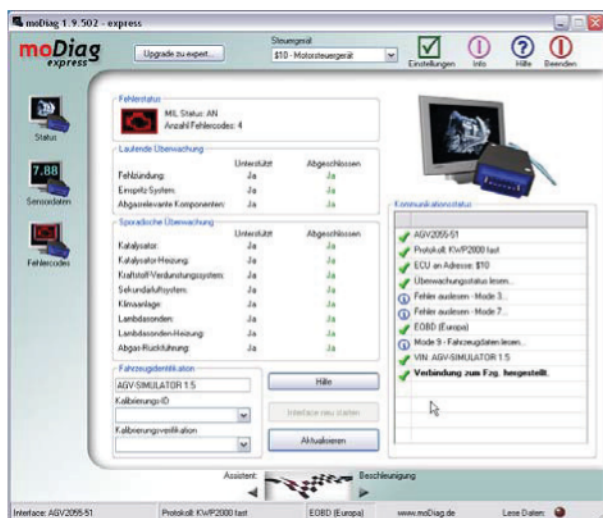 moDiag 1.9.502 - express
moDiag
express
Upgrade zu expert...
Steuergerät
$10 - Motorsteuergerät
Einstellungen
Info
Hilfe
Beenden
Status
7.88
Sensordaten
Fehlercodes
Fehlerstatus
MIL Status: AN
Anzahl Fehlercodes: 4
Laufende Überwachung
Unterstützt Abgeschlossen
Fehlzündung: Ja Ja
Einspritz-System: Ja Ja
Abgasrelevante Komponenten: Ja Ja
Sporadische Überwachung
Unterstützt Abgeschlossen
Katalysator: Ja Ja
Katalysator-Heizung: Ja Ja
Kraftstoff-Verdunstungssystem: Ja Ja
Sekundärluftsystem: Ja Ja
Klimaanlage: Ja Ja
Lambdasonden: Ja Ja
Lambdasonden-Heizung: Ja Ja
Abgas-Rückführung: Ja Ja
Fahrzeugidentifikation
AGV-SIMULATOR 1.5
Kalibrierungs-ID
Kalibrierungsverifikation
Hilfe
Interface neu starten
Aktualisieren
Kommunikationsstatus
AGV2055-51
Protokoll: KWP2000 fast
ECU an Adresse: $10
Überwachungsstatus lesen...
Fehler auslesen - Mode 3...
Fehler auslesen - Mode 7...
EOBD (Europa)
Mode 9 - Fahrzeugdaten lesen...
VIN: AGV-SIMULATOR 1.5
Verbindung zum Fzg. hergestellt.
Assistent: Beschleunigung
Interface: AGV2055-51
Protokoll: KWP2000 fast
EOBD (Europa)
www.moDiag.de
Lese Daten: